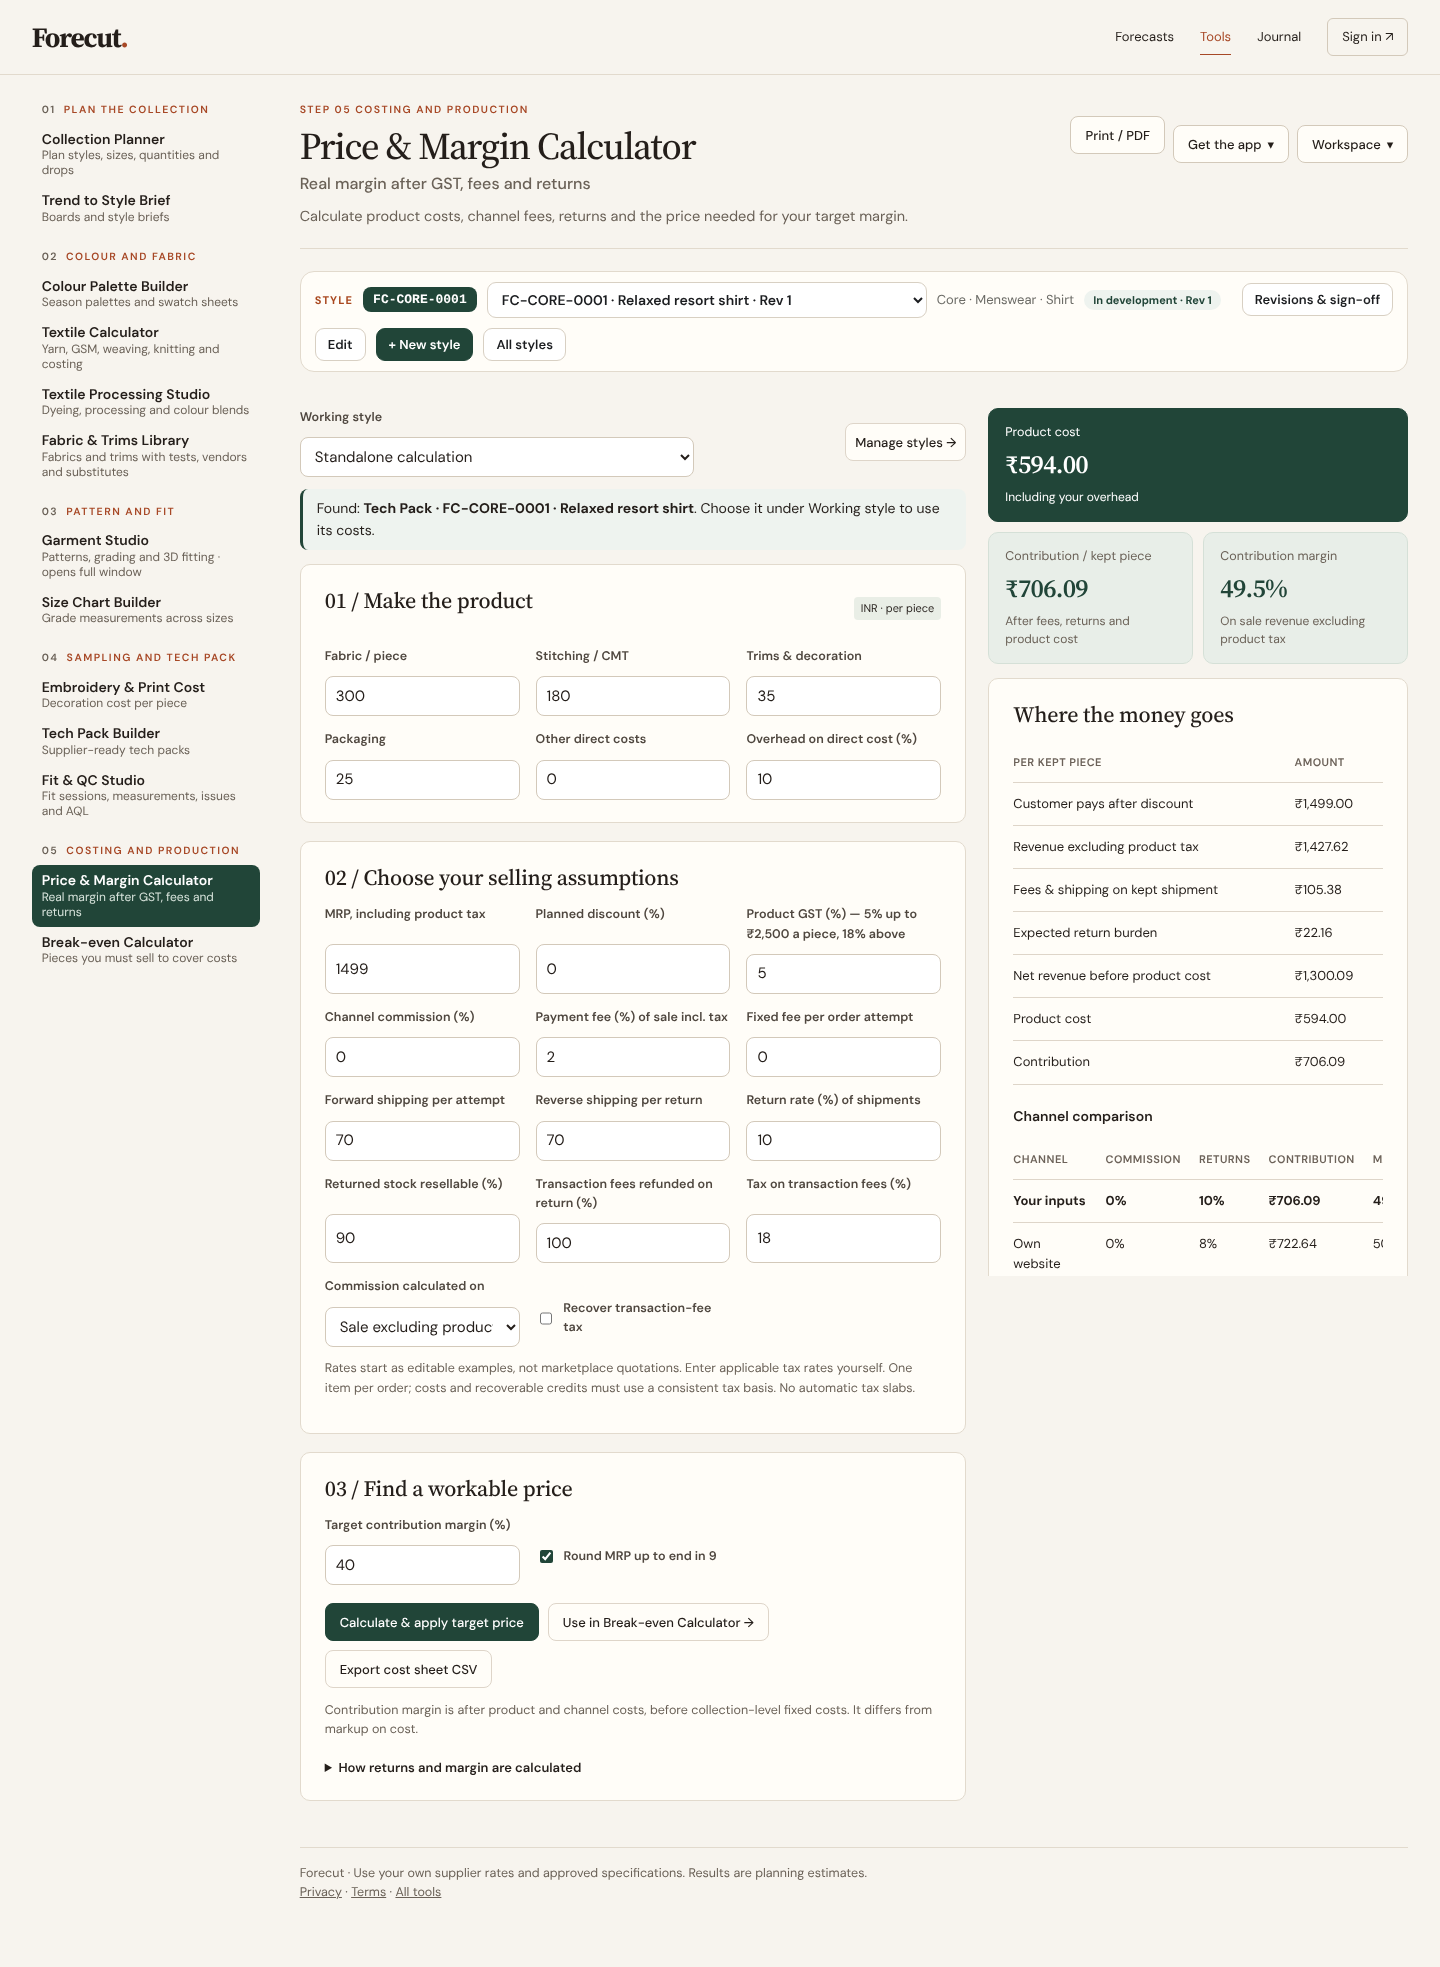 Forecut.
Forecasts
Tools
Journal
Sign in ↗
01 PLAN THE COLLECTION
Collection Planner
Plan styles, sizes, quantities and
drops
Trend to Style Brief
Boards and style briefs
02 COLOUR AND FABRIC
Colour Palette Builder
Season palettes and swatch sheets
Textile Calculator
Yarn, GSM, weaving, knitting and
costing
Textile Processing Studio
Dyeing, processing and colour blends
Fabric & Trims Library
Fabrics and trims with tests, vendors
and substitutes
03 PATTERN AND FIT
Garment Studio
Patterns, grading and 3D fitting ·
opens full window
Size Chart Builder
Grade measurements across sizes
04 SAMPLING AND TECH PACK
Embroidery & Print Cost
Decoration cost per piece
Tech Pack Builder
Supplier-ready tech packs
Fit & QC Studio
Fit sessions, measurements, issues
and AQL
05 COSTING AND PRODUCTION
Price & Margin Calculator
Real margin after GST, fees and
returns
Break-even Calculator
Pieces you must sell to cover costs
STEP 05 COSTING AND PRODUCTION
Price & Margin Calculator
Real margin after GST, fees and returns
Calculate product costs, channel fees, returns and the price needed for your target margin.
Print / PDF
Get the app ▾
Workspace ▾
STYLE FC-CORE-0001 FC-CORE-0001 · Relaxed resort shirt · Rev 1 Core · Menswear · Shirt In development · Rev 1 Revisions & sign-off
Edit + New style All styles
Working style
Standalone calculation
Manage styles →
Found: Tech Pack · FC-CORE-0001 · Relaxed resort shirt. Choose it under Working style to use
its costs.
01 / Make the product
INR · per piece
Fabric / piece Stitching / CMT Trims & decoration
300 180 35
Packaging Other direct costs Overhead on direct cost (%)
25 0 10
02 / Choose your selling assumptions
MRP, including product tax Planned discount (%) Product GST (%) — 5% up to
₹2,500 a piece, 18% above
1499 0 5
Channel commission (%) Payment fee (%) of sale incl. tax Fixed fee per order attempt
0 2 0
Forward shipping per attempt Reverse shipping per return Return rate (%) of shipments
70 70 10
Returned stock resellable (%) Transaction fees refunded on
return (%) Tax on transaction fees (%)
90 100 18
Commission calculated on
Sale excluding produc
Recover transaction-fee
tax
Rates start as editable examples, not marketplace quotations. Enter applicable tax rates yourself. One
item per order; costs and recoverable credits must use a consistent tax basis. No automatic tax slabs.
03 / Find a workable price
Target contribution margin (%)
40
Round MRP up to end in 9
Calculate & apply target price
Use in Break-even Calculator →
Export cost sheet CSV
Contribution margin is after product and channel costs, before collection-level fixed costs. It differs from
markup on cost.
▶ How returns and margin are calculated
Product cost
₹594.00
Including your overhead
Contribution / kept piece
₹706.09
After fees, returns and
product cost
Contribution margin
49.5%
On sale revenue excluding
product tax
Where the money goes
PER KEPT PIECE AMOUNT
Customer pays after discount ₹1,499.00
Revenue excluding product tax ₹1,427.62
Fees & shipping on kept shipment ₹105.38
Expected return burden ₹22.16
Net revenue before product cost ₹1,300.09
Product cost ₹594.00
Contribution ₹706.09
Channel comparison
CHANNEL COMMISSION RETURNS CONTRIBUTION
Your inputs 0% 10% ₹706.09
Own
website 0% 8% ₹722.64
Forecut · Use your own supplier rates and approved specifications. Results are planning estimates.
Privacy · Terms · All tools